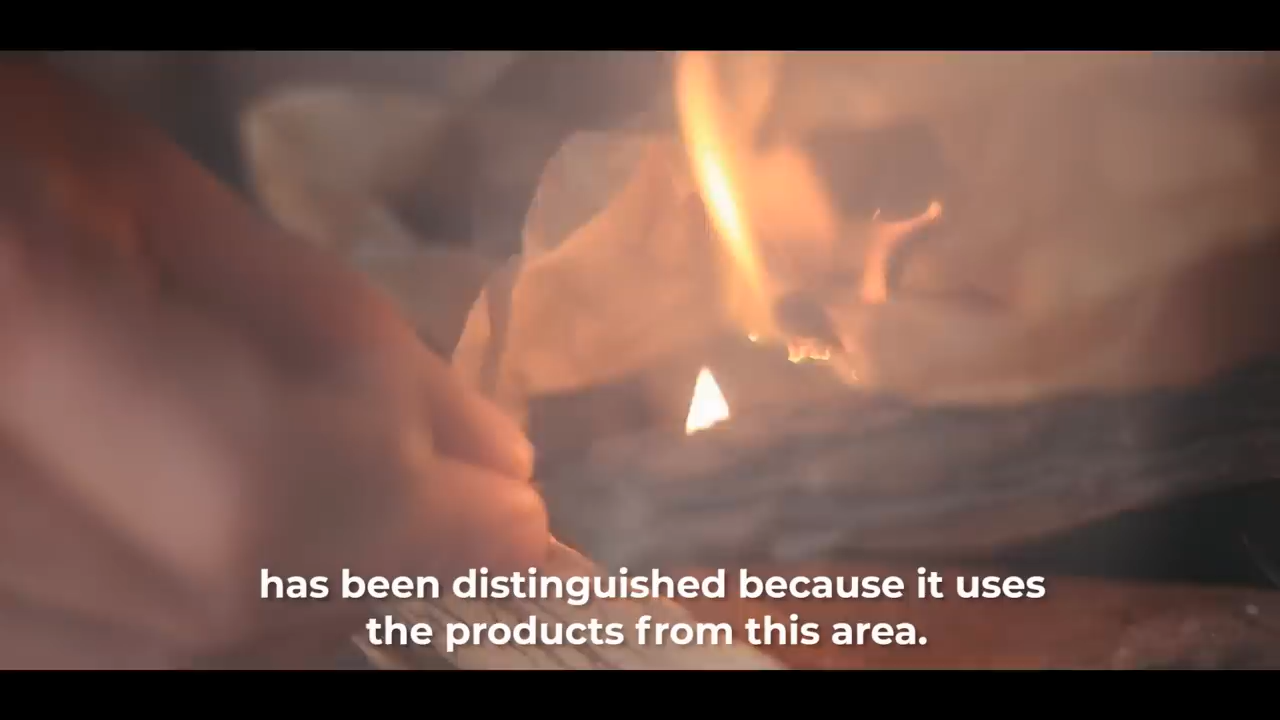 has been distinguished because it uses
the products from this area.